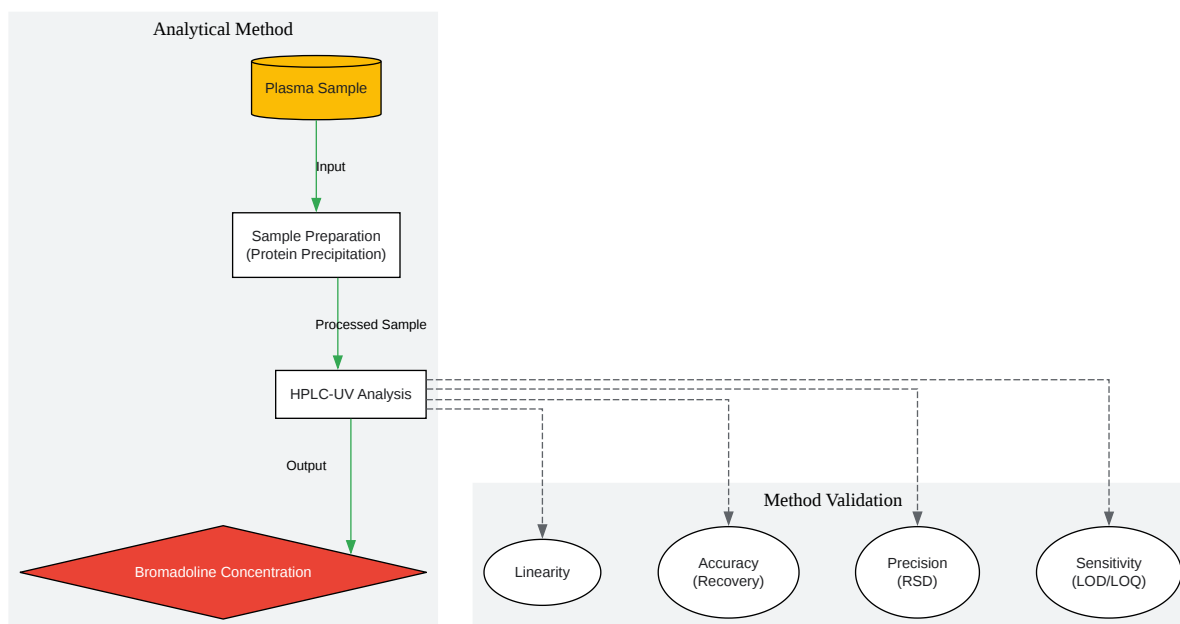 Analytical Method
Plasma Sample
Input
Sample Preparation
(Protein Precipitation)
Processed Sample
HPLC-UV Analysis
Output
Bromadoline Concentration
Method Validation
Linearity
Accuracy
(Recovery)
Precision
(RSD)
Sensitivity
(LOD/LOQ)